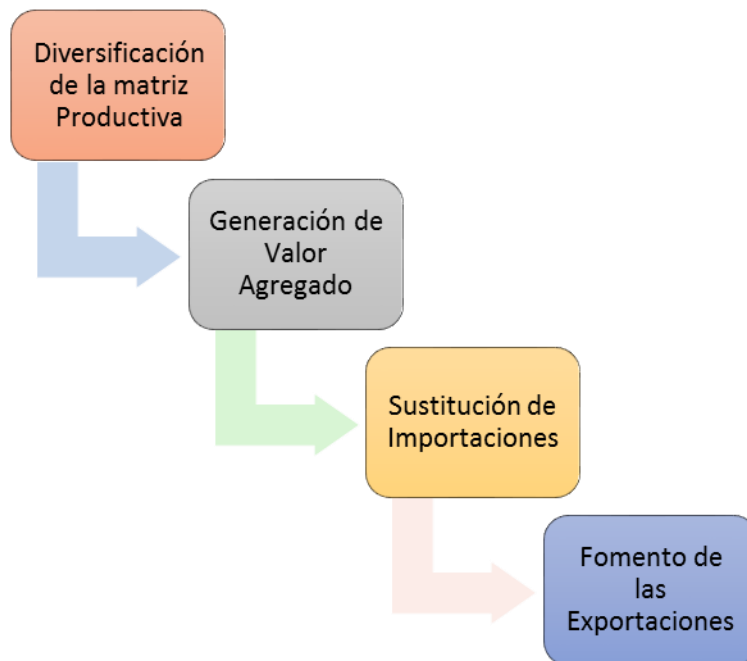 Diversificación
de la matriz
Productiva
Generación de
Valor
Agregado
Sustitución de
Importaciones
Fomento de
las
Exportaciones